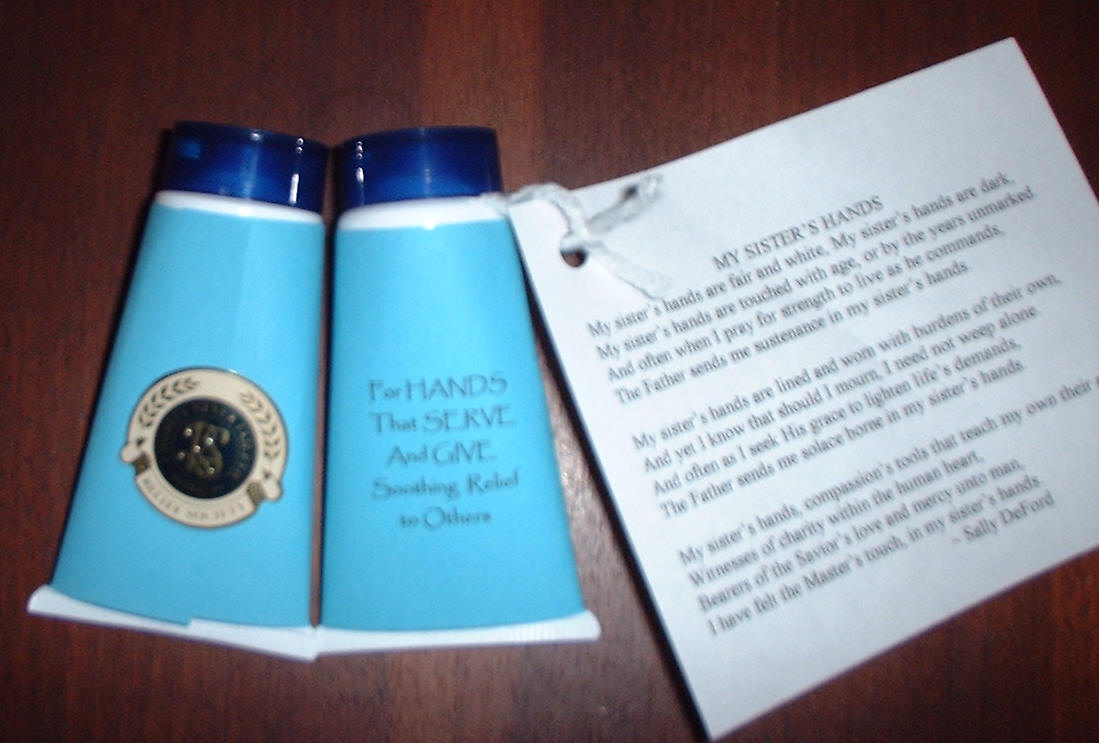 RELIEF SOCIETY
For HANDS
That SERVE
And GIVE
Soothing Relief
to Others
MY SISTER'S HANDS
My sister's hands are fair and white, My sister's hands are dark,
My sister's hands are touched with age, or by the years unmarked
And often when I pray for strength to live as he commands,
The Father sends me sustenance in my sister's hands.
My sister's hands are lined and worn with burdens of their own,
And yet I know that should I mourn, I need not weep alone
And often as I seek His grace to lighten life's demands,
The Father sends me solace borne in my sister's hands.
My sister's hands, compassion's tools that teach my own their
Witnesses of charity within the human heart,
Bearers of the Savior's love and mercy unto man,
I have felt the Master's touch, in my sister's hands.
~ Sally DeFord